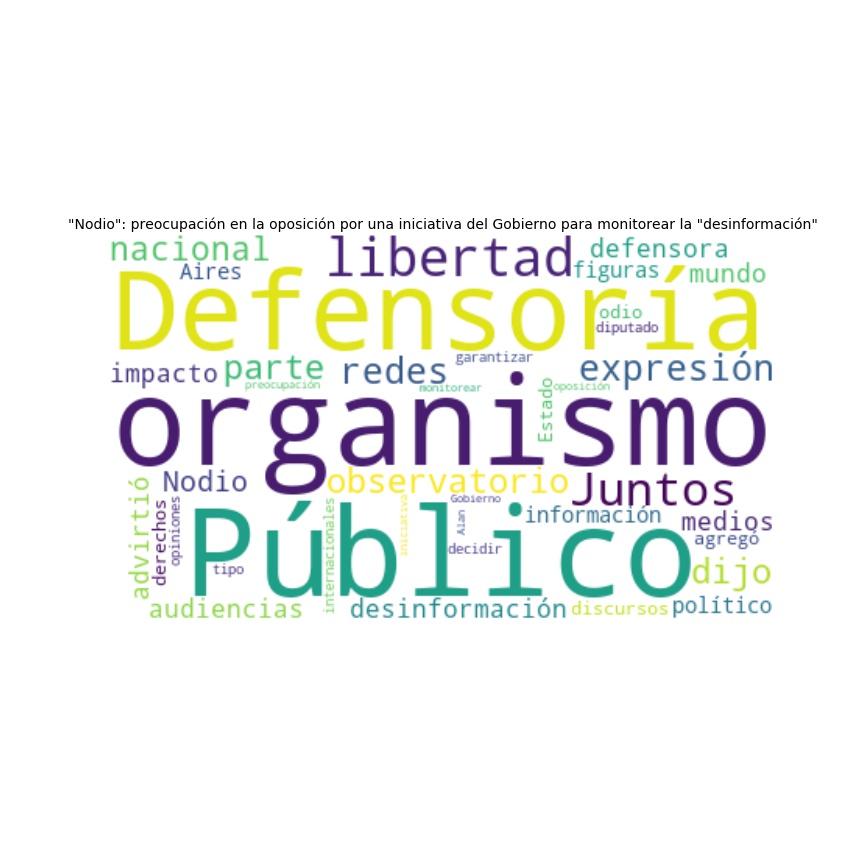 "Nodio": preocupación en la oposición por una iniciativa del Gobierno para monitorear la "desinformación"
nacional
libertad
defensora
Aires
figuras
mundo
Defensoría
odio
diputado
impacto
parte
redes
garantizar
expresión
preocupación
monitorear
oposición
Estado
organismo
Nodio
observatorio
Juntos
advirtió
derechos
opiniones
internacionales
iniciativa
Gobierno
Alan
información
medios
Público
agregó
decidir
tipo
dijo
audiencias
desinformación
discursos
político